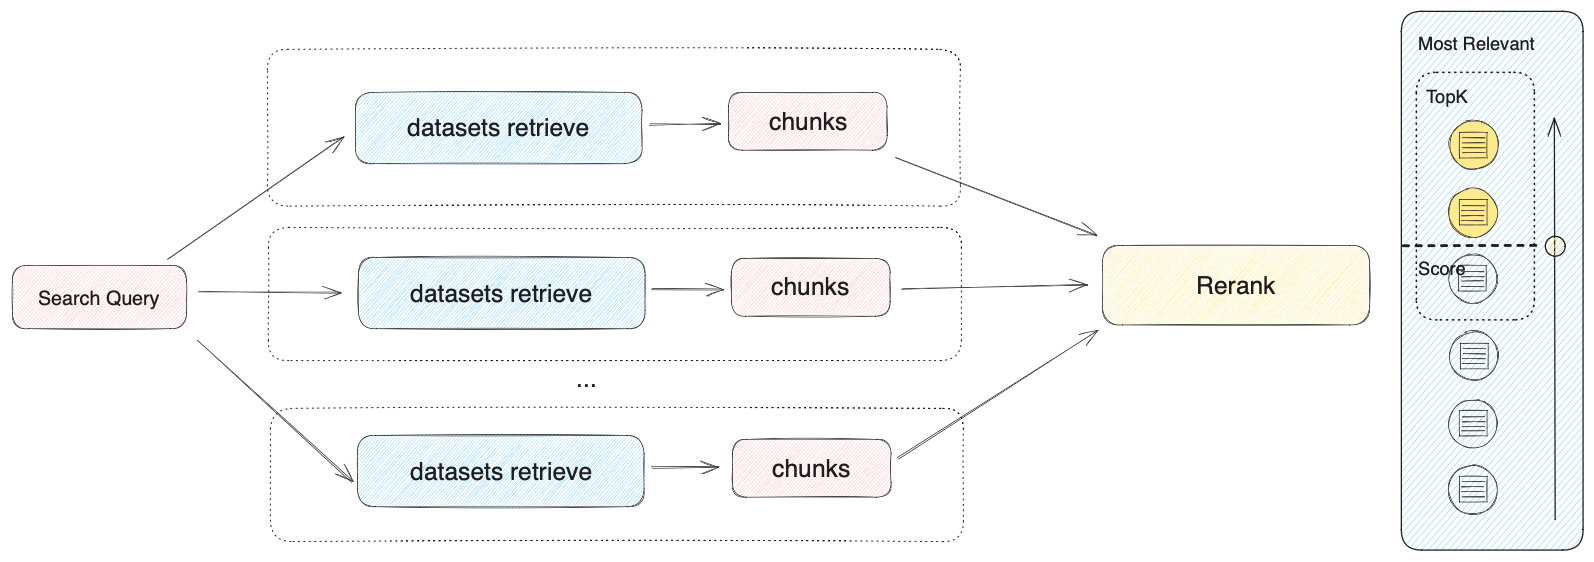 Search Query
datasets retrieve
chunks
datasets retrieve
chunks
...
datasets retrieve
chunks
Rerank
Most Relevant
TopK
Score